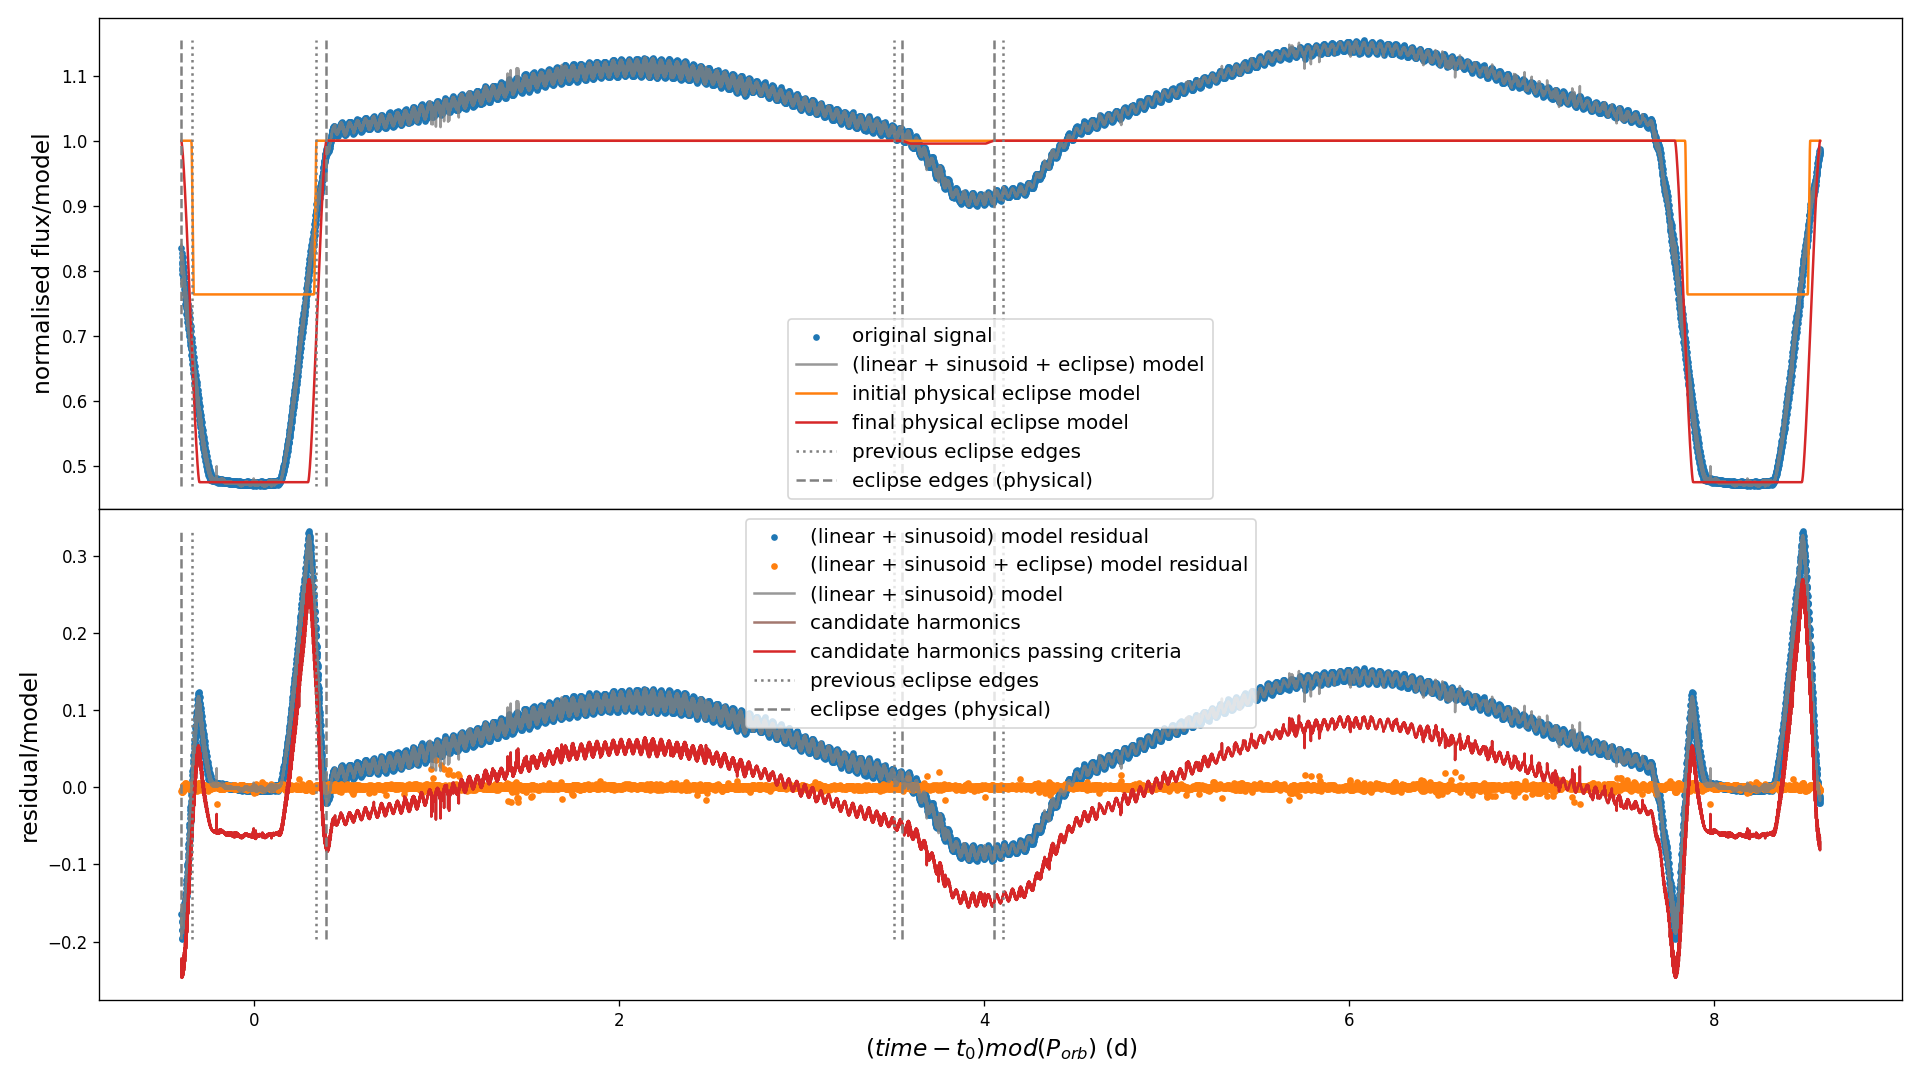 normalised flux/model
1.1
1.0
0.9
0.8
0.7
0.6
0.5
original signal
(linear + sinusoid + eclipse) model
initial physical eclipse model
final physical eclipse model
previous eclipse edges
eclipse edges (physical)
residual/model
0.3
0.2
0.1
0.0
−0.1
−0.2
(linear + sinusoid) model residual
(linear + sinusoid + eclipse) model residual
(linear + sinusoid) model
candidate harmonics
candidate harmonics passing criteria
previous eclipse edges
eclipse edges (physical)
0 2 4 6 8
(time − t₀)mod(P_orb) (d)